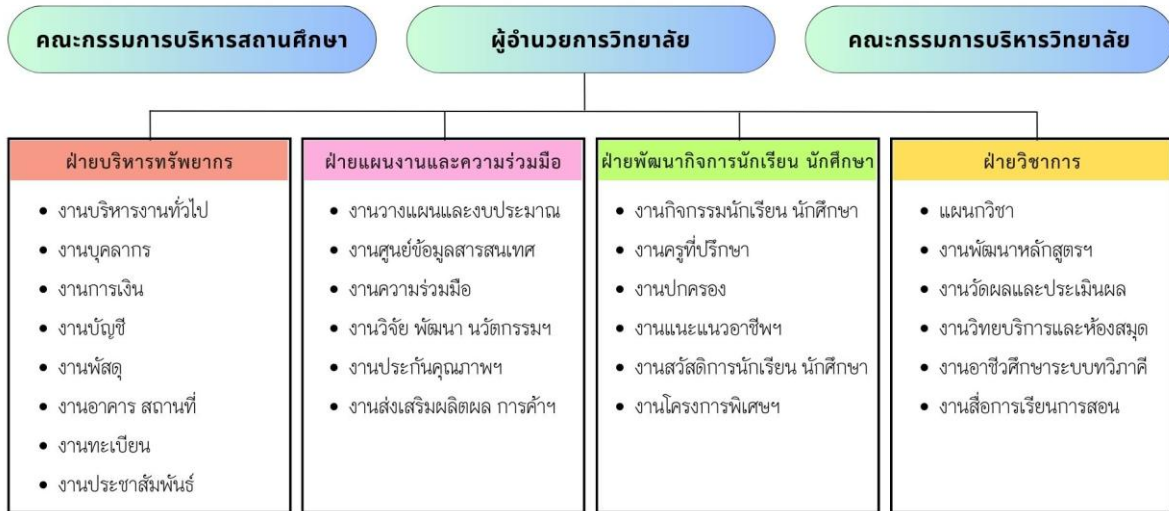 คณะกรรมการบริหารสถานศึกษา
ผู้อำนวยการวิทยาลัย
คณะกรรมการบริหารวิทยาลัย
ฝ่ายบริหารทรัพยากร
• งานบริหารงานทั่วไป
• งานบุคลากร
• งานการเงิน
• งานบัญชี
• งานพัสดุ
• งานอาคาร สถานที่
• งานทะเบียน
• งานประชาสัมพันธ์
ฝ่ายแผนงานและความร่วมมือ
• งานวางแผนและงบประมาณ
• งานศูนย์ข้อมูลสารสนเทศ
• งานความร่วมมือ
• งานวิจัย พัฒนา นวัตกรรมฯ
• งานประกันคุณภาพฯ
• งานส่งเสริมผลิตผล การค้าฯ
ฝ่ายพัฒนากิจการนักเรียน นักศึกษา
• งานกิจกรรมนักเรียน นักศึกษา
• งานครูที่ปรึกษา
• งานปกครอง
• งานแนะแนวอาชีพฯ
• งานสวัสดิการนักเรียน นักศึกษา
• งานโครงการพิเศษฯ
ฝ่ายวิชาการ
• แผนกวิชา
• งานพัฒนาหลักสูตรฯ
• งานวัดผลและประเมินผล
• งานวิทยบริการและห้องสมุด
• งานอาชีวศึกษาระบบทวิภาคี
• งานสื่อการเรียนการสอน